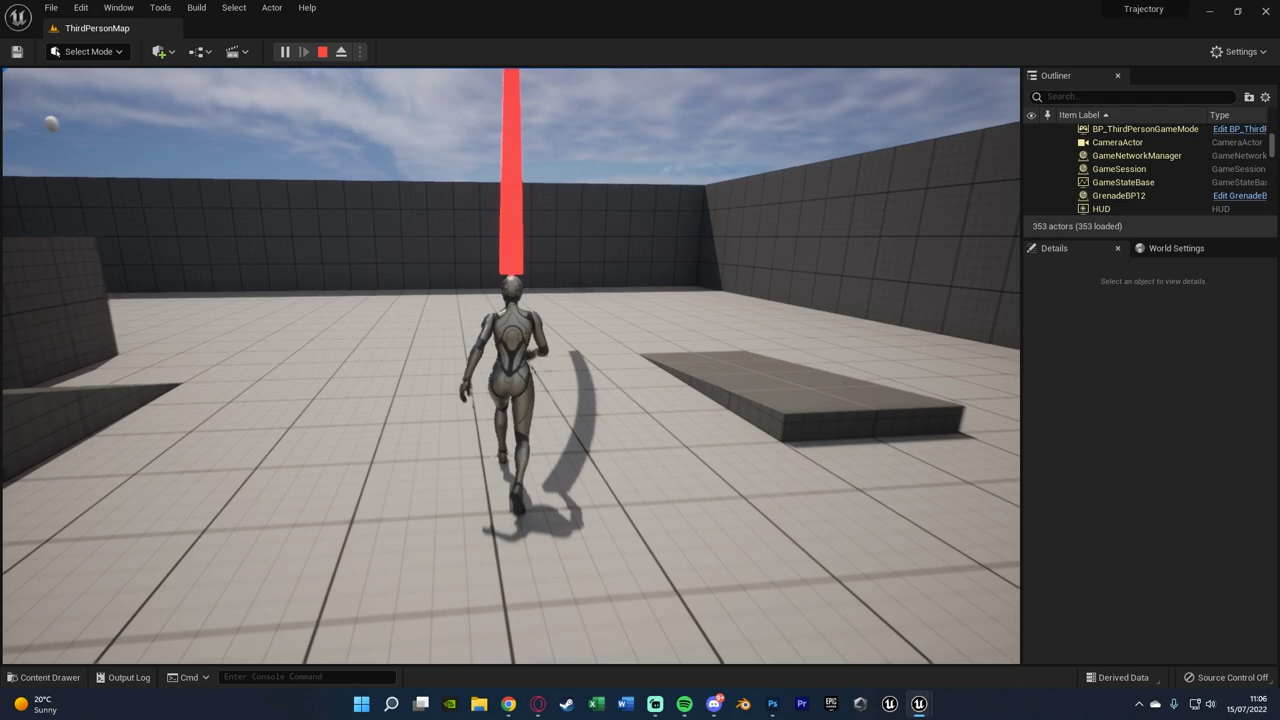 File Edit Window Tools Build Select Actor Help
Trajectory
ThirdPersonMap
Select Mode
Settings
Outliner
Search...
Item Label Type
BP_ThirdPersonGameMode Edit BP_ThirdI
CameraActor CameraActor
GameNetworkManager GameNetwork
GameSession GameSession
GameStateBase GameStateBas
GrenadeBP12 Edit GrenadeB
HUD HUD
353 actors (353 loaded)
Details World Settings
Select an object to view details.
Content Drawer Output Log Cmd Enter Console Command Derived Data Source Control Off
20°C
Sunny
11:06
15/07/2022